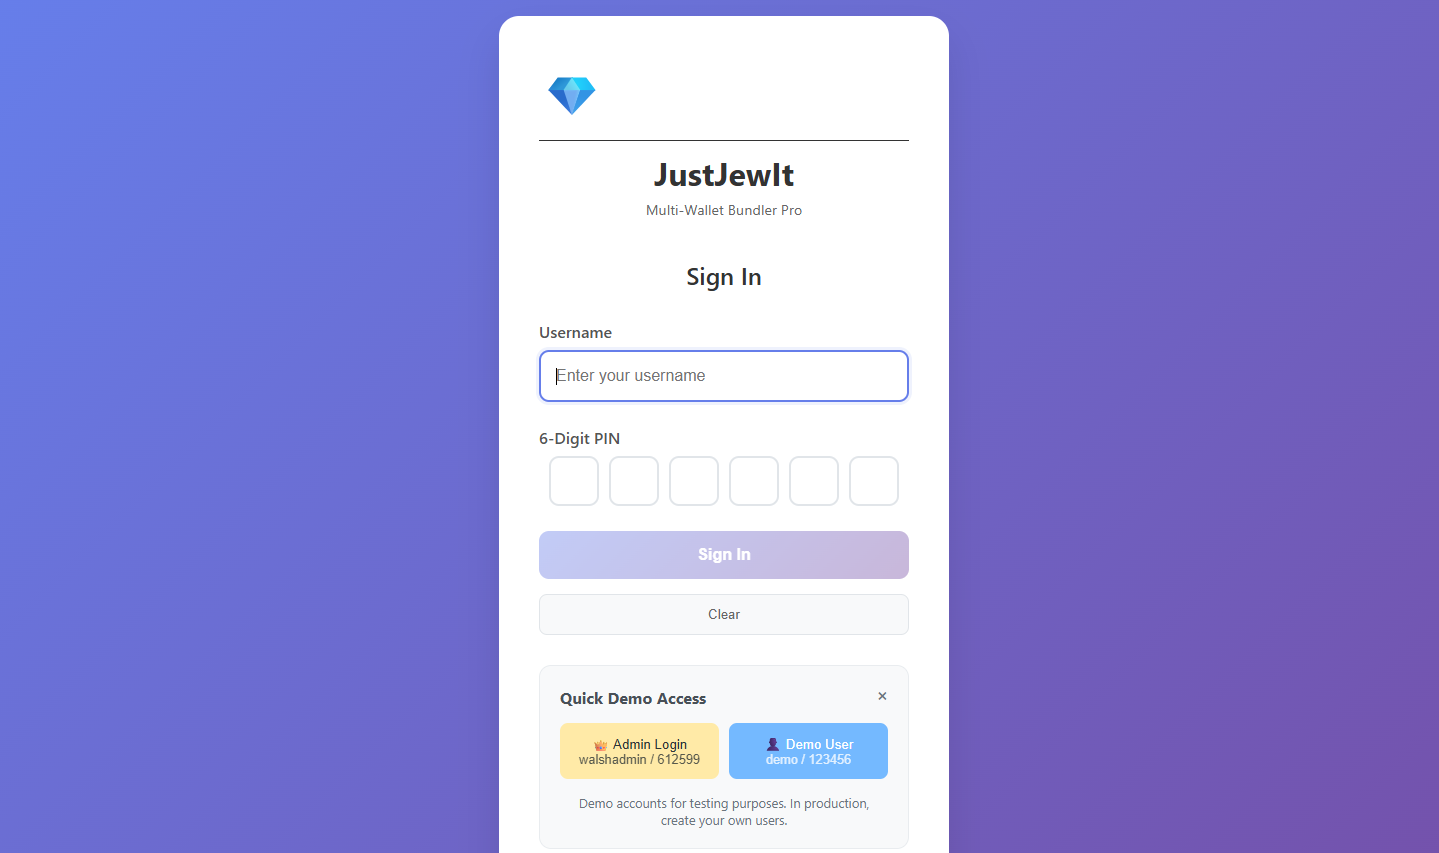 JustJewIt
Multi-Wallet Bundler Pro
Sign In
Username
Enter your username
6-Digit PIN
Sign In
Clear
Quick Demo Access
×
Admin Login
walshadmin / 612599
Demo User
demo / 123456
Demo accounts for testing purposes. In production,
create your own users.